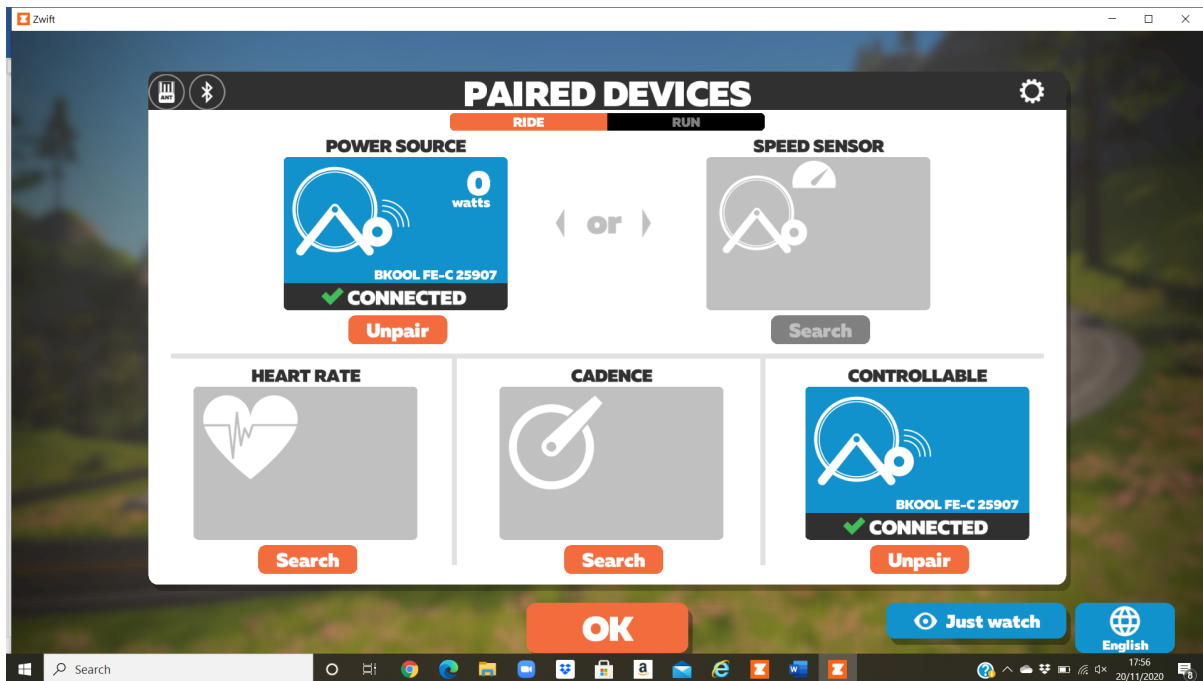 Zwift
ANT
PAIRED DEVICES
RIDE
RUN
POWER SOURCE
0
watts
BKOOL FE-C 25907
CONNECTED
Unpair
or
SPEED SENSOR
Search
HEART RATE
Search
CADENCE
Search
CONTROLLABLE
BKOOL FE-C 25907
CONNECTED
Unpair
OK
Just watch
English
Search
17:56
20/11/2020
8